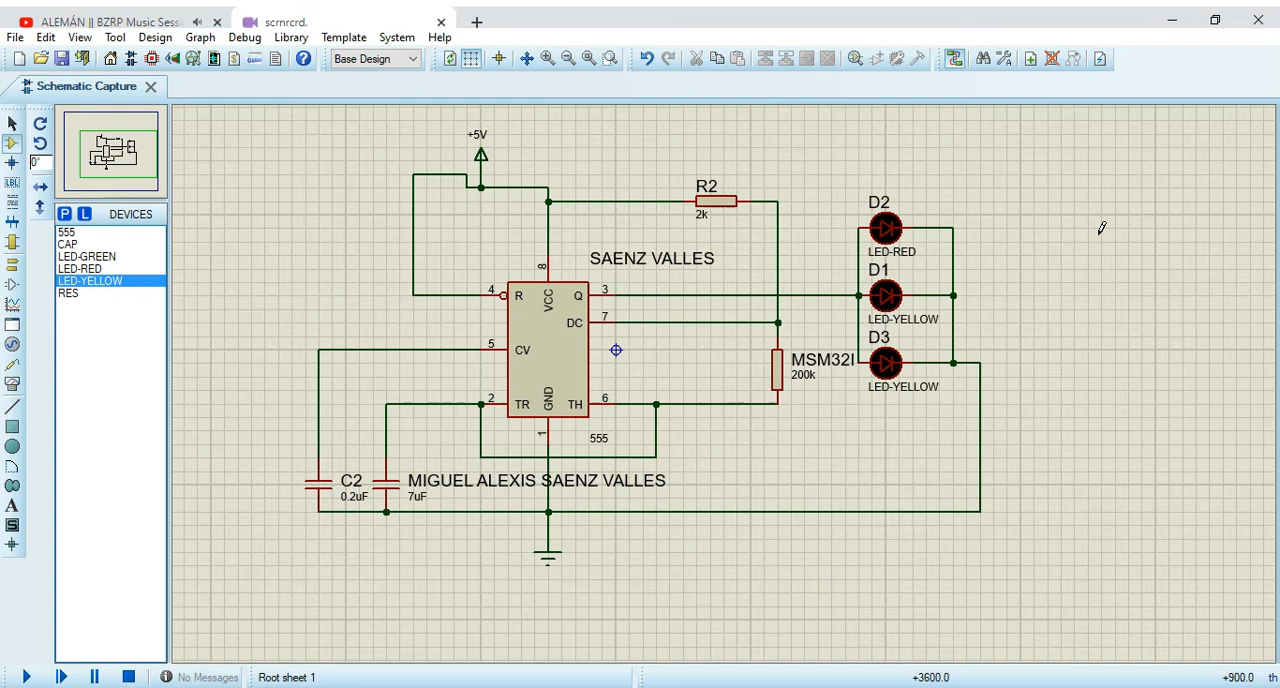 ALEMÁN || BZRP Music Sess
scrnrcrd.
File Edit View Tool Design Graph Debug Library Template System Help
Base Design
Schematic Capture
0°
P L DEVICES
555
CAP
LED-GREEN
LED-RED
LED-YELLOW
RES
LBL
A
S
+5V
R2
2k
SAENZ VALLES
D2
LED-RED
D1
LED-YELLOW
D3
LED-YELLOW
8
VCC
4
R
Q
3
DC
7
5
CV
MSM32I
200k
2
TR
GND
TH
6
1
555
C2
0.2uF
MIGUEL ALEXIS SAENZ VALLES
7uF
No Messages
Root sheet 1
+3600.0
+900.0
th